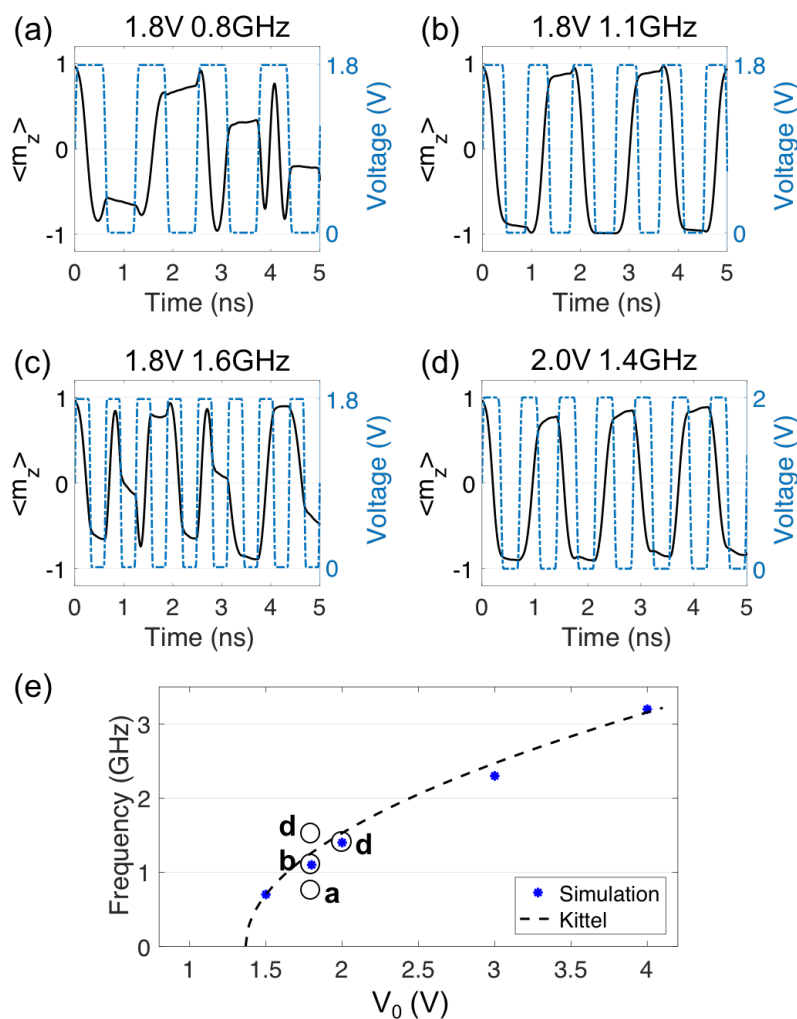 (a) 1.8V 0.8GHz
1
0
-1
<m_z>
1.8
0
Voltage (V)
0 1 2 3 4 5
Time (ns)
(b) 1.8V 1.1GHz
1
0
-1
<m_z>
1.8
0
Voltage (V)
0 1 2 3 4 5
Time (ns)
(c) 1.8V 1.6GHz
1
0
-1
<m_z>
1.8
0
Voltage (V)
0 1 2 3 4 5
Time (ns)
(d) 2.0V 1.4GHz
1
0
-1
<m_z>
2
1
0
Voltage (V)
0 1 2 3 4 5
Time (ns)
(e)
Frequency (GHz)
3
2
1
0
d
d
b
a
Simulation
Kittel
1 1.5 2 2.5 3 3.5 4
V_0 (V)